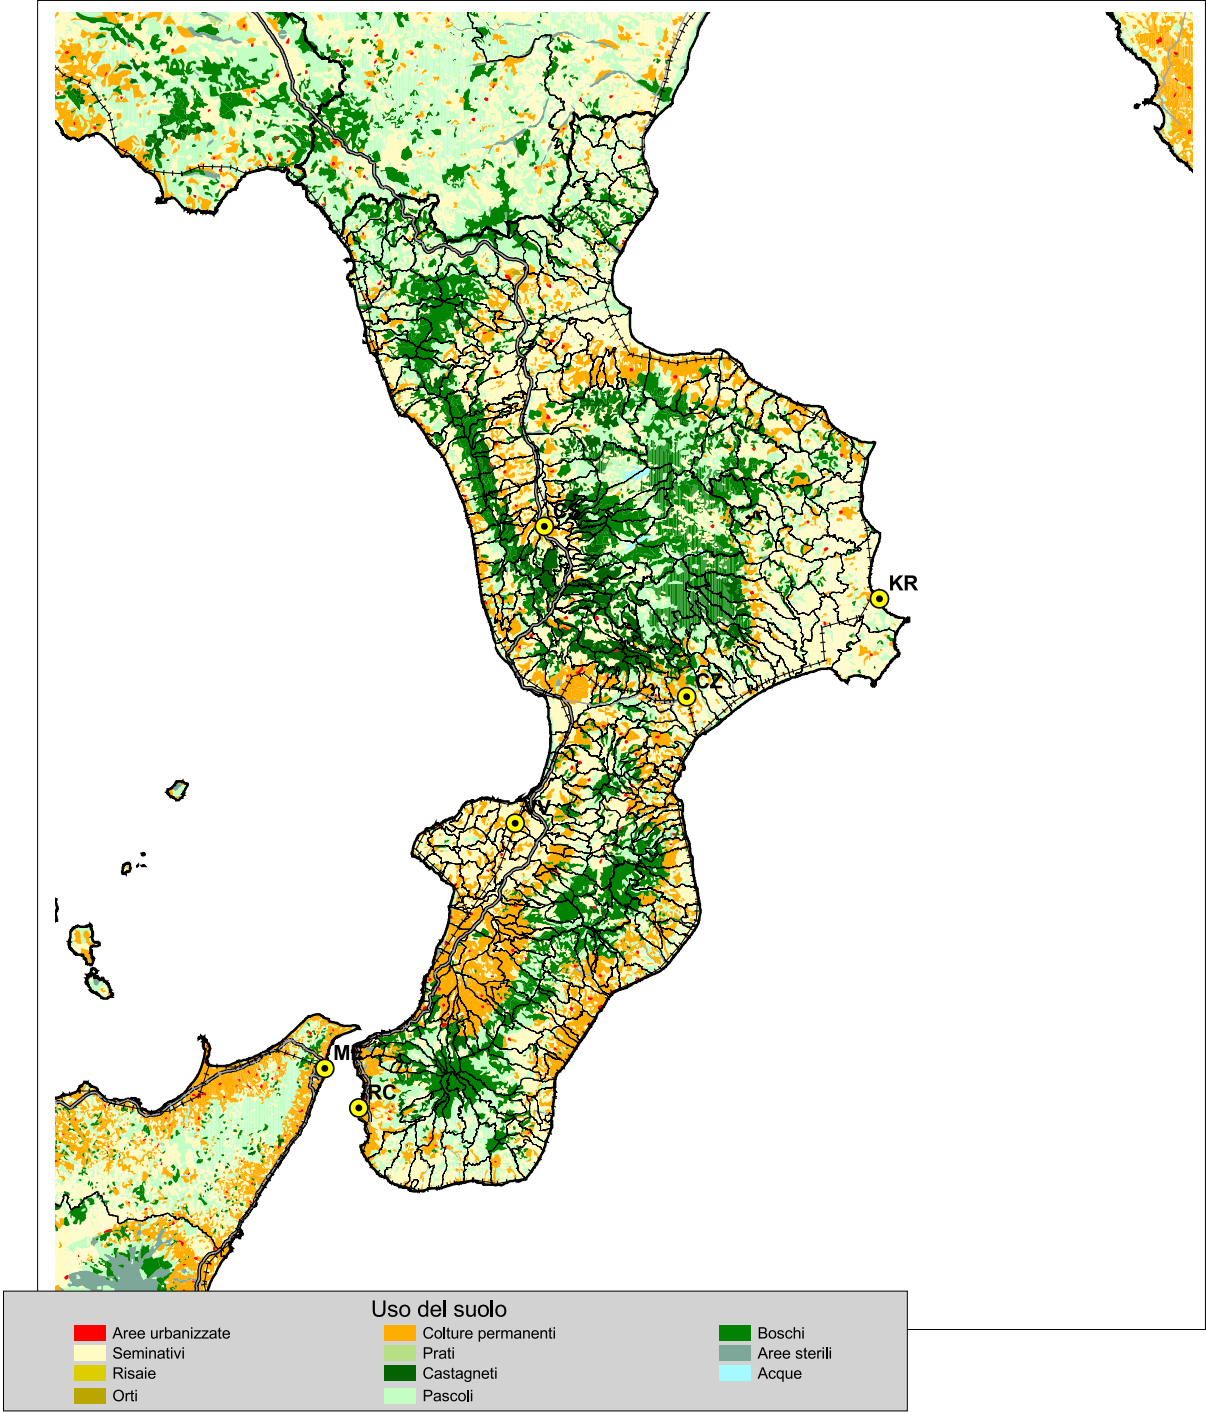 KR
CZ
ME
RC
Uso del suolo
Aree urbanizzate
Seminativi
Risaie
Orti
Colture permanenti
Prati
Castagneti
Pascoli
Boschi
Aree sterili
Acque